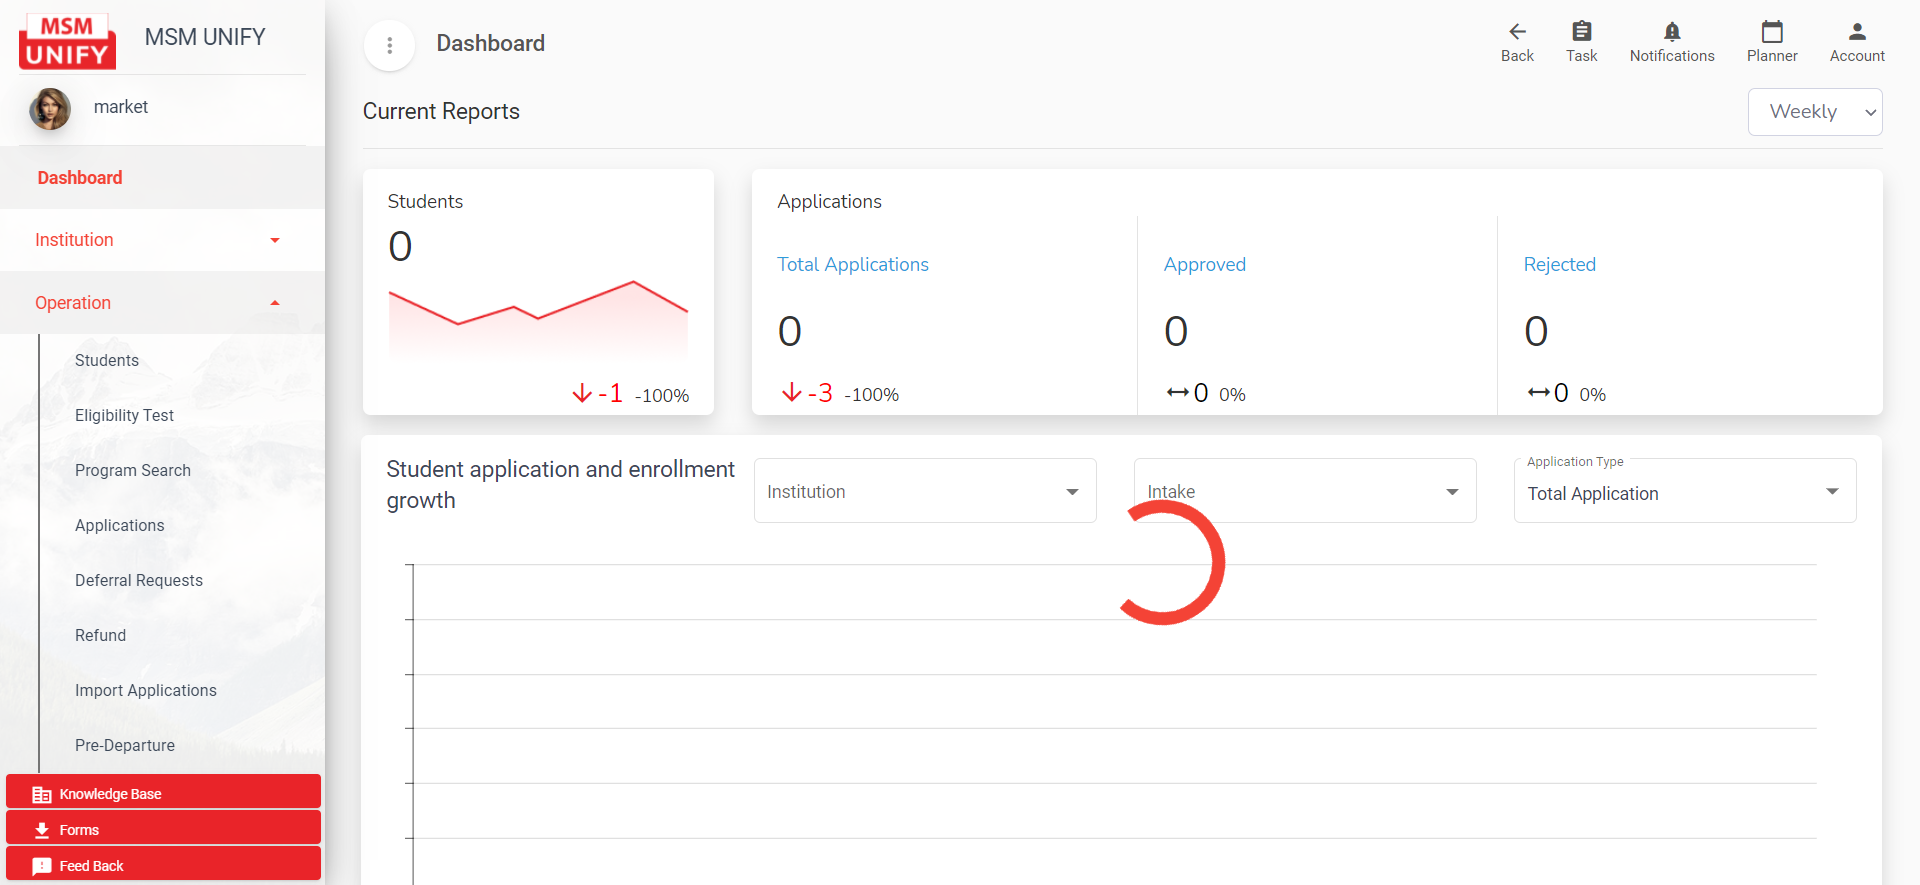 MSM
UNIFY
MSM UNIFY
market
Dashboard
Institution
Operation
Students
Eligibility Test
Program Search
Applications
Deferral Requests
Refund
Import Applications
Pre-Departure
Knowledge Base
Forms
Feed Back
Dashboard
Back
Task
Notifications
Planner
Account
Current Reports
Weekly
Students
0
-1 -100%
Applications
Total Applications
0
-3 -100%
Approved
0
0 0%
Rejected
0
0 0%
Student application and enrollment
growth
Institution
Intake
Application Type
Total Application